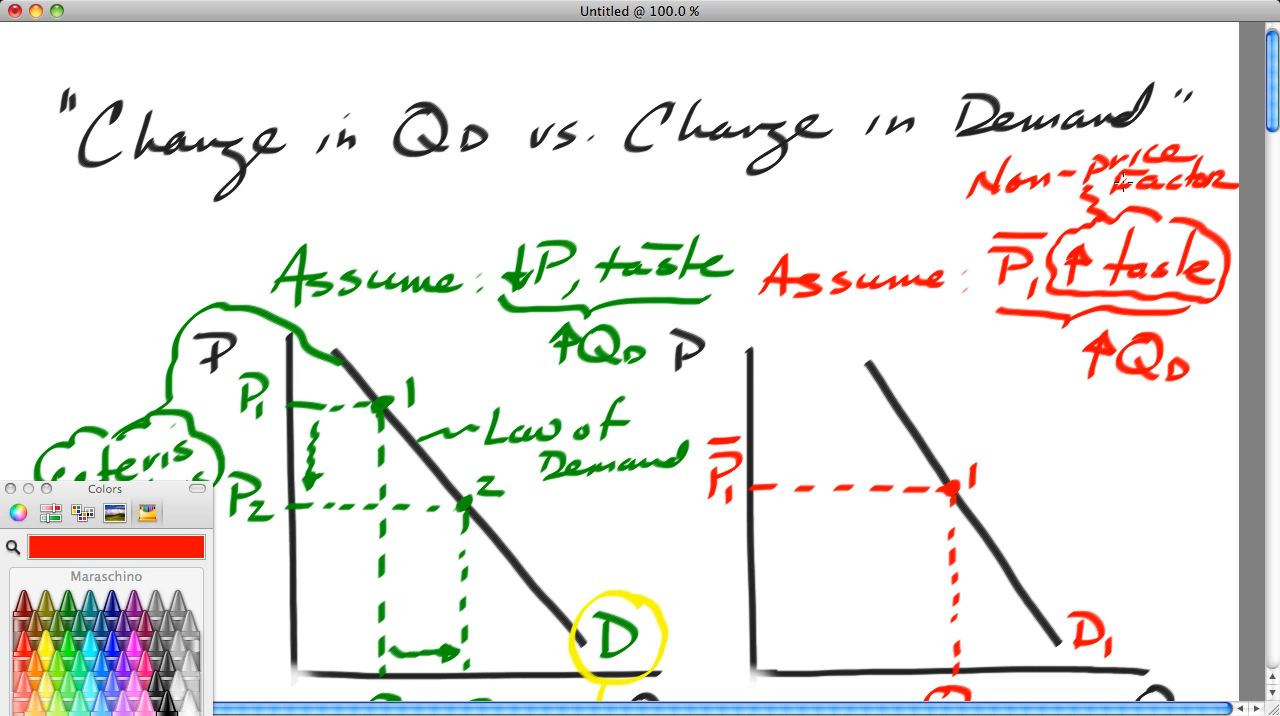 Untitled @ 100.0 %
"Change in QD vs. Change in Demand"
Non-price
Factor
Assume: ↓P, taste
↑QD
Assume: P̅1 ↑ taste
↑QD
P
P1
1
Law of
Demand
P2
2
D
P
P̅1
1
D1
Colors
Maraschino